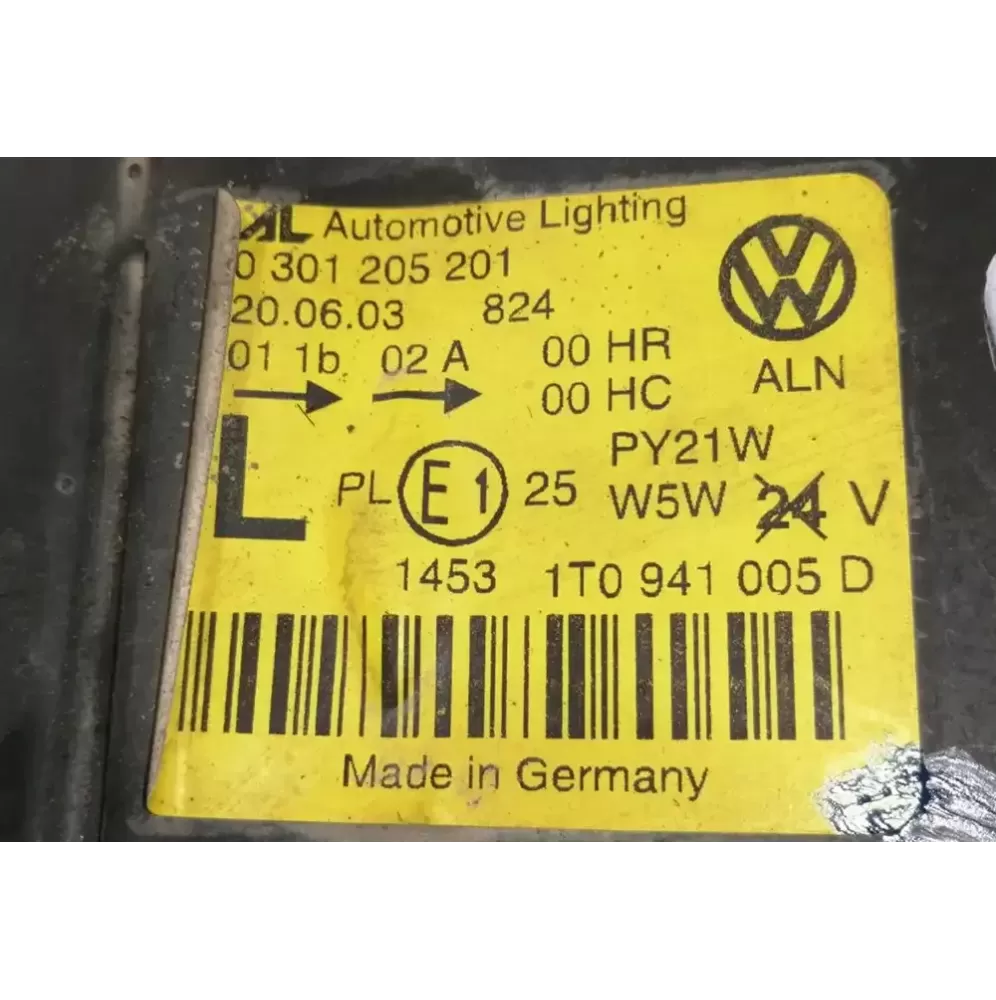 AL Automotive Lighting
0 301 205 201
20.06.03 824
01 1b 02 A 00 HR
00 HC
ALN
L
PL E1 25
PY21W
W5W 24 V
1453 1T0 941 005 D
Made in Germany